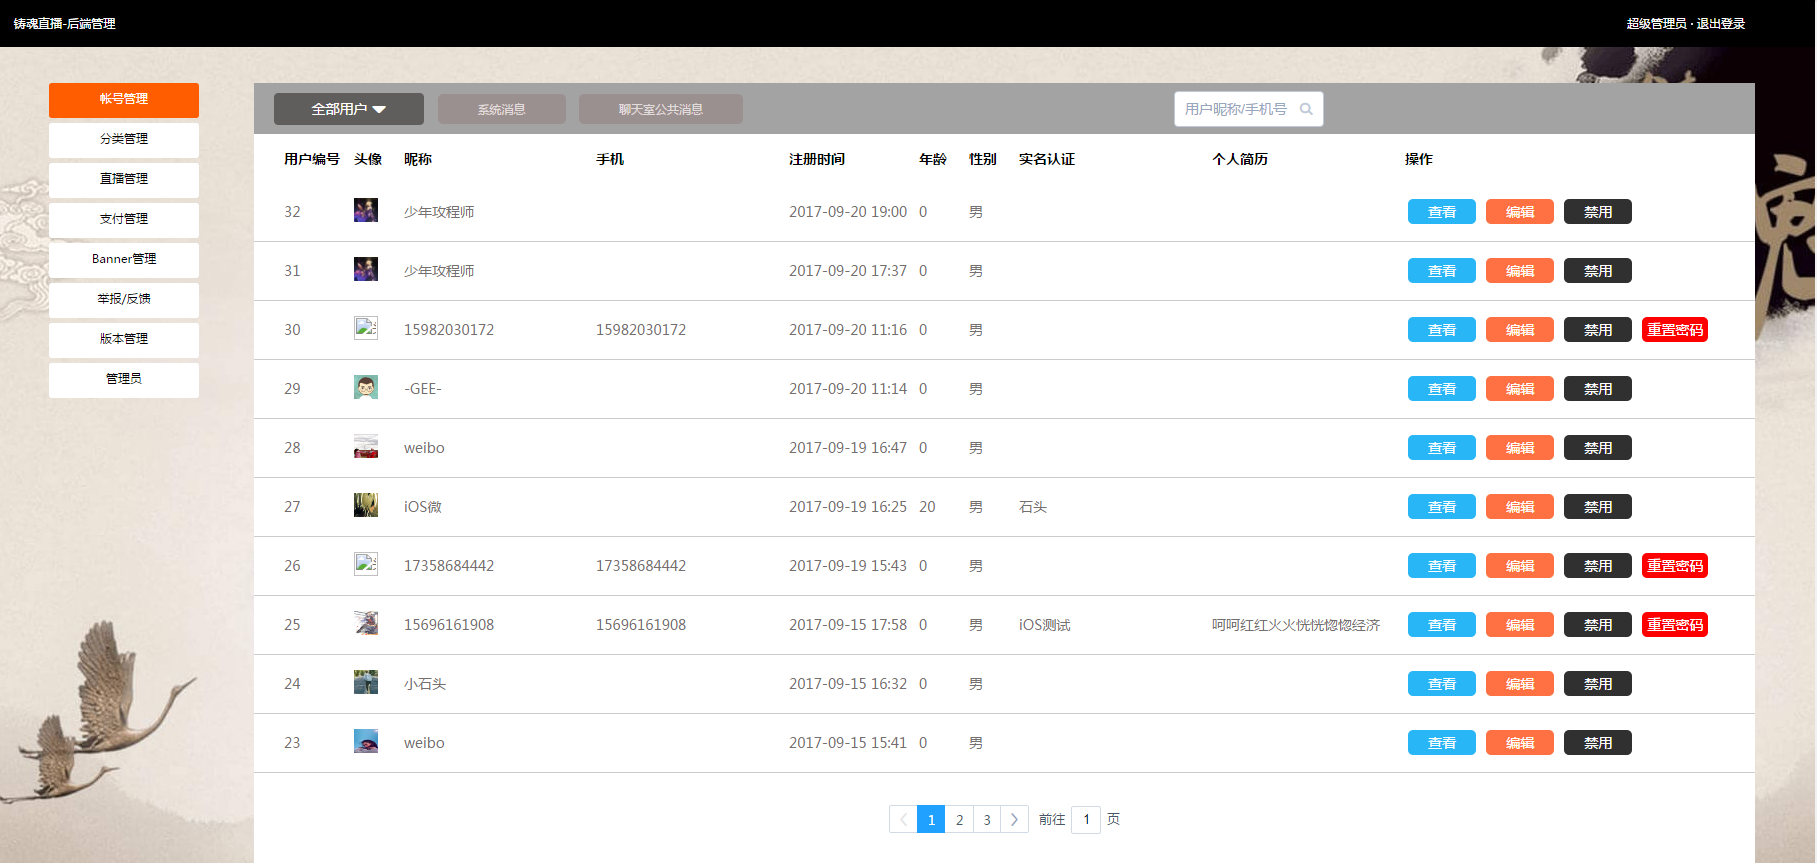 铸魂直播-后端管理
超级管理员 · 退出登录
帐号管理
分类管理
直播管理
支付管理
Banner管理
举报/反馈
版本管理
管理员
全部用户 系统消息 聊天室公共消息 用户昵称/手机号
用户编号 头像 昵称 手机 注册时间 年龄 性别 实名认证 个人简历 操作
32 少年攻程师 2017-09-20 19:00 0 男 查看 编辑 禁用
31 少年攻程师 2017-09-20 17:37 0 男 查看 编辑 禁用
30 15982030172 15982030172 2017-09-20 11:16 0 男 查看 编辑 禁用 重置密码
29 -GEE- 2017-09-20 11:14 0 男 查看 编辑 禁用
28 weibo 2017-09-19 16:47 0 男 查看 编辑 禁用
27 iOS微 2017-09-19 16:25 20 男 石头 查看 编辑 禁用
26 17358684442 17358684442 2017-09-19 15:43 0 男 查看 编辑 禁用 重置密码
25 15696161908 15696161908 2017-09-15 17:58 0 男 iOS测试 呵呵红红火火恍恍惚惚经济 查看 编辑 禁用 重置密码
24 小石头 2017-09-15 16:32 0 男 查看 编辑 禁用
23 weibo 2017-09-15 15:41 0 男 查看 编辑 禁用
1 2 3 前往 1 页